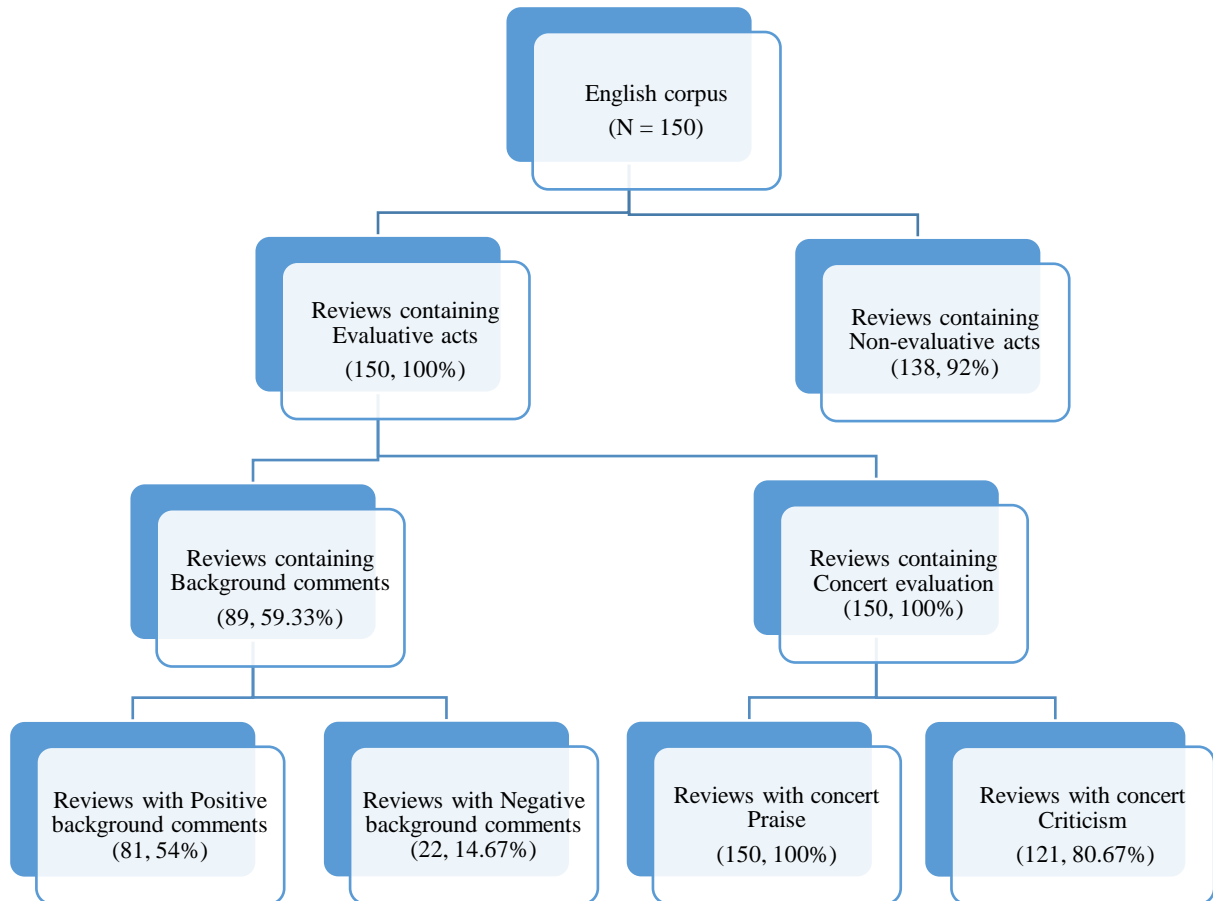 English corpus
(N = 150)
Reviews containing
Evaluative acts
(150, 100%)
Reviews containing
Non-evaluative acts
(138, 92%)
Reviews containing
Background comments
(89, 59.33%)
Reviews containing
Concert evaluation
(150, 100%)
Reviews with Positive
background comments
(81, 54%)
Reviews with Negative
background comments
(22, 14.67%)
Reviews with concert
Praise
(150, 100%)
Reviews with concert
Criticism
(121, 80.67%)